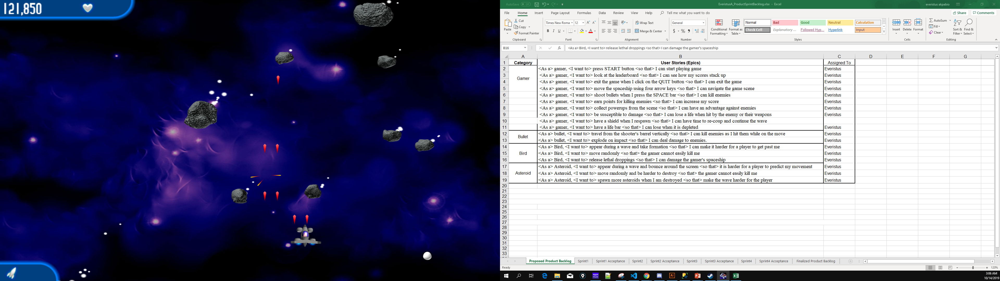 121,850
AutoSave Off
EveristusA_ProductSprintBacklog.xlsx - Excel
everistus akpabio
File Home Insert Page Layout Formulas Data Review View Help Tell me what you want to do
Share Comments
Paste
Cut
Copy
Format Painter
Clipboard
Times New Roma 12
B I U
Font
Wrap Text
Merge & Center
Alignment
General
$ % ,
Number
Conditional Formatting
Format as Table
Normal Bad Good Neutral Calculation
Check Cell Explanatory ... Followed Hyp... Hyperlink Input
Styles
Insert Delete Format
Cells
AutoSum
Fill
Clear
Sort & Filter
Find & Select
Editing
B16
fx
<As a> Bird, <I want to> release lethal droppings <so that> I can damage the gamer's spaceship
A B C D E F G
1 Category User Stories (Epics) Assigned To
2 <As a> gamer, <I want to> press START button <so that> I can start playing game Everistus
Gamer
3 <As a> gamer, <I want to> look at the leaderboard <so that> I can see how my scores stack up Everistus
4 <As a> gamer, <I want to> exit the game when I click on the QUIT button <so that> I can exit the game Everistus
5 <As a> gamer, <I want to> move the spaceship using four arrow keys <so that> I can navigate the game scene Everistus
6 <As a> gamer, <I want to> shoot bullets when I press the SPACE bar <so that> I can kill enemies Everistus
7 <As a> gamer, <I want to> earn points for killing enemies <so that> I can increase my score Everistus
8 <As a> gamer, <I want to> collect powerups from the scene <so that> I can have an advantage against enemies Everistus
9 <As a> gamer, <I want to> be susceptible to damage <so that> I can lose a life when hit by the enemy or their weapons Everistus
10 <As a> gamer, <I want to> have a shield when I respawn <so that> I can have time to re-coup and continue the wave
11 <As a> gamer, <I want to> have a life bar <so that> I can lose when it is depleted Everistus
12 <As a> bullet, <I want to> travel from the shooter's barrel vertically <so that> I can kill enemies as I hit them while on the move Everistus
Bullet
13 <As a> bullet, <I want to> explode on impact <so that> I can deal damage to enemies. Everistus
14 <As a> Bird, <I want to> appear during a wave and take formation <so that> I can make it harder for a player to get past me Everistus
15 Bird <As a> Bird, <I want to> move randomly <so that> the gamer cannot easily kill me Everistus
16 <As a> Bird, <I want to> release lethal droppings <so that> I can damage the gamer's spaceship Everistus
17 <As a> Asteroid, <I want to> appear during a wave and bounce around the screen <so that> it is harder for a player to predict my movement Everistus
18 Asteroid <As a> Asteroid, <I want to> move randomly and be harder to destroy <so that> the gamer cannot easily kill me Everistus
19 <As a> Asteroid, <I want to> spawn more asteroids when I am destroyed <so that> make the wave harder for the player Everistus
20
21
22
23
24
25
26
27
28
29
30
31
32
33
Proposed Product Backlog Sprint1 Sprint1 Acceptance Sprint2 Sprint2 Acceptance Sprint3 Sprint3 Acceptance Sprint4 Sprint4 Acceptance Finalized Product Backlog
Ready
120%
3:06 AM
10/14/2019